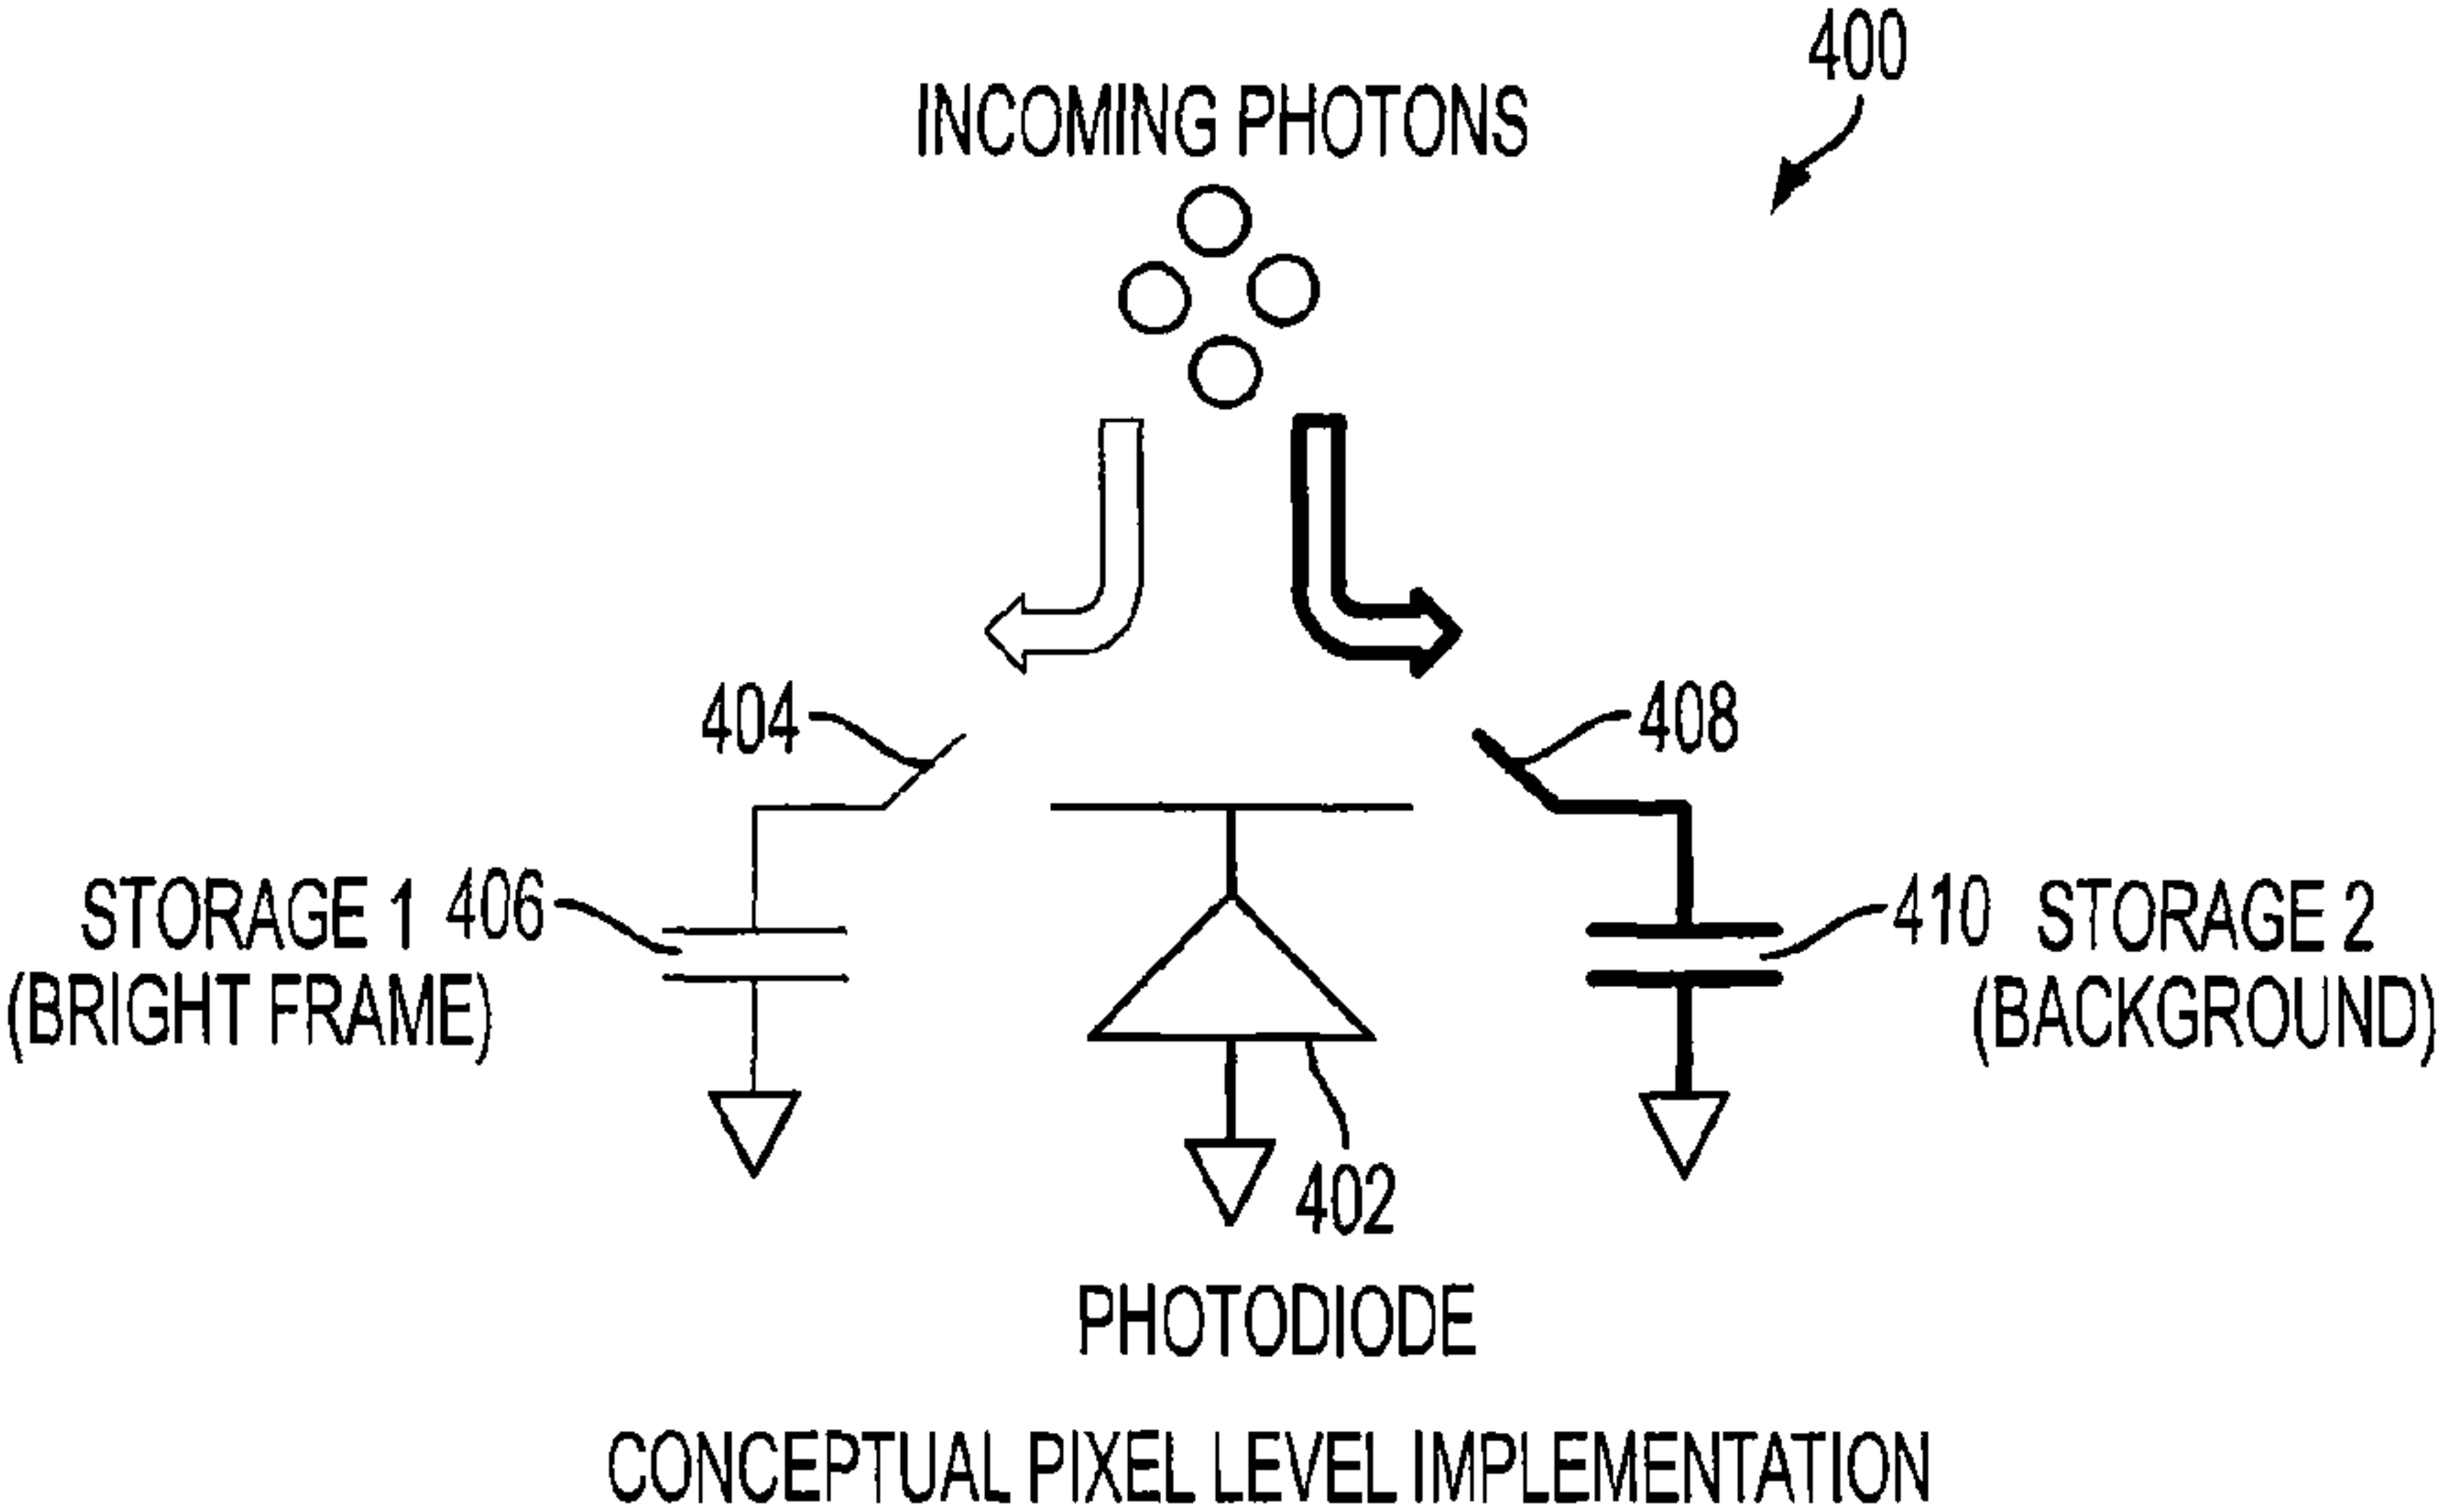 400
INCOMING PHOTONS
404
408
STORAGE 1 406
(BRIGHT FRAME)
410 STORAGE 2
(BACKGROUND)
402
PHOTODIODE
CONCEPTUAL PIXEL LEVEL IMPLEMENTATION